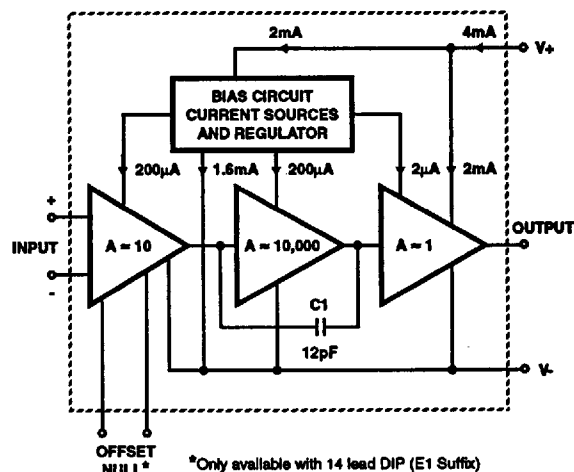 2mA
4mA
V+
BIAS CIRCUIT
CURRENT SOURCES
AND REGULATOR
200µA
1.6mA
200µA
2µA
2mA
+
INPUT
-
A ≈ 10
A ≈ 10,000
A ≈ 1
OUTPUT
C1
12pF
V-
OFFSET
NULL*
*Only available with 14 lead DIP (E1 Suffix)